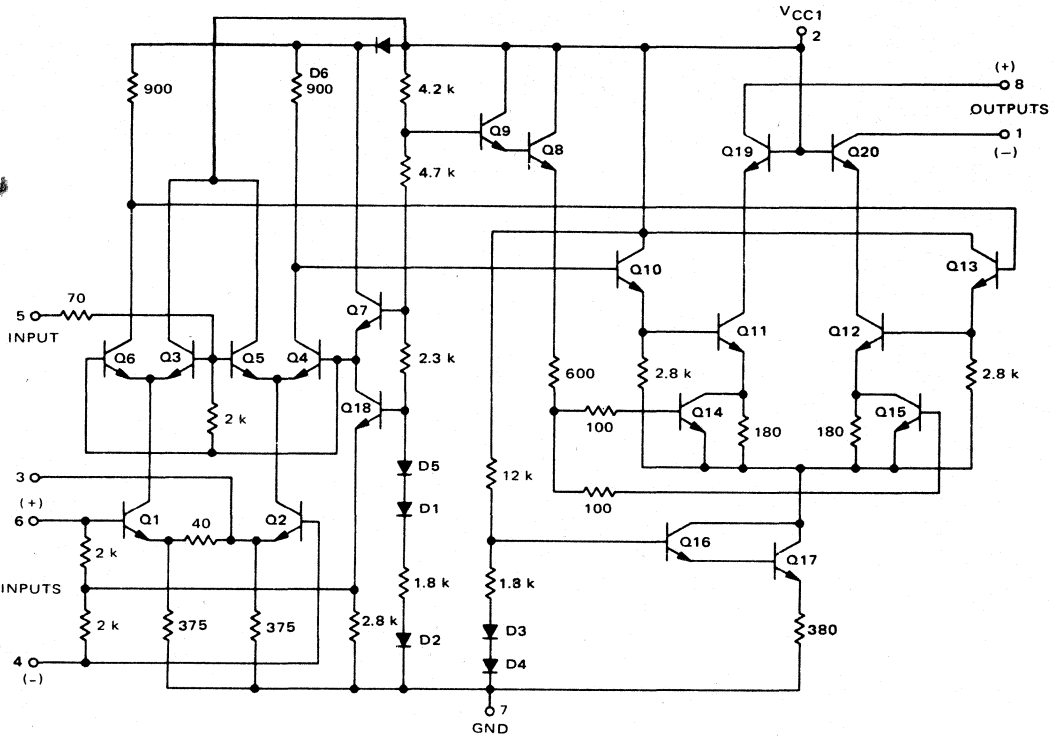 VCC1
2
D6
900
900
4.2 k
(+)
8
OUTPUTS
1
(–)
Q9
Q8
Q19
Q20
4.7 k
70
5
INPUT
Q10
Q13
Q7
Q6
Q3
Q5
Q4
2.3 k
Q11
Q12
600
2.8 k
2.8 k
Q18
2 k
100
Q14
180
180
Q15
3
D5
12 k
(+)
6
Q1
40
Q2
D1
100
2 k
Q16
Q17
INPUTS
1.8 k
1.8 k
2 k
375
375
2.8 k
D2
D3
380
4
(–)
D4
7
GND